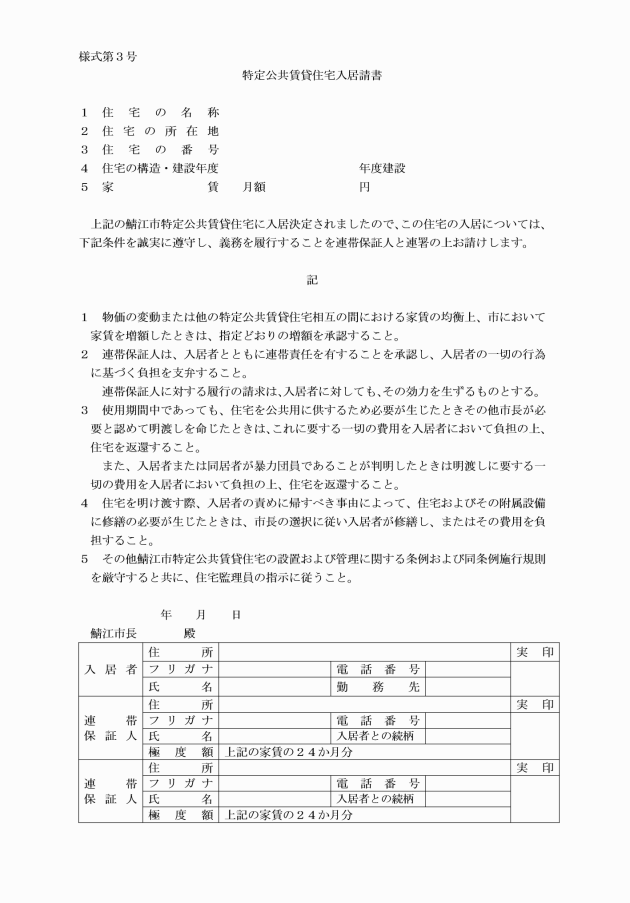 様式第３号
特定公共賃貸住宅入居請書
１　住宅の名称
２　住宅の所在地
３　住宅の番号
４　住宅の構造・建設年度　年度建設
５　家賃　月額　円
上記の鯖江市特定公共賃貸住宅に入居決定されましたので、この住宅の入居については、
下記条件を誠実に遵守し、義務を履行することを連帯保証人と連署の上お請けします。
記
１　物価の変動または他の特定公共賃貸住宅相互の間における家賃の均衡上、市において
家賃を増額したときは、指定どおりの増額を承認すること。
２　連帯保証人は、入居者とともに連帯責任を有することを承認し、入居者の一切の行為
に基づく負担を支弁すること。
連帯保証人に対する履行の請求は、入居者に対しても、その効力を生ずるものとする。
３　使用期間中であっても、住宅を公共用に供するため必要が生じたときその他市長が必
要と認めて明渡しを命じたときは、これに要する一切の費用を入居者において負担の上、
住宅を返還すること。
また、入居者または同居者が暴力団員であることが判明したときは明渡しに要する一
切の費用を入居者において負担の上、住宅を返還すること。
４　住宅を明け渡す際、入居者の責めに帰すべき事由によって、住宅およびその附属設備
に修繕の必要が生じたときは、市長の選択に従い入居者が修繕し、またはその費用を負
担すること。
５　その他鯖江市特定公共賃貸住宅の設置および管理に関する条例および同条例施行規則
を厳守すると共に、住宅監理員の指示に従うこと。
年　月　日
鯖江市長　殿
入居者　住所　実印
フリガナ　電話番号
氏名　勤務先
連帯保証人　住所　実印
フリガナ　電話番号
氏名　入居者との続柄
極度額　上記の家賃の２４か月分
連帯保証人　住所　実印
フリガナ　電話番号
氏名　入居者との続柄
極度額　上記の家賃の２４か月分